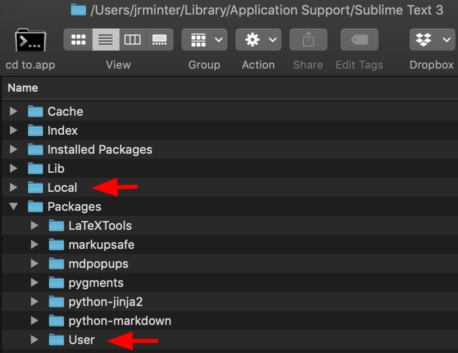 /Users/jrminter/Library/Application Support/Sublime Text 3
cd to.app View Group Action Share Edit Tags Dropbox
Name
Cache
Index
Installed Packages
Lib
Local
Packages
LaTeXTools
markupsafe
mdpopups
pygments
python-jinja2
python-markdown
User